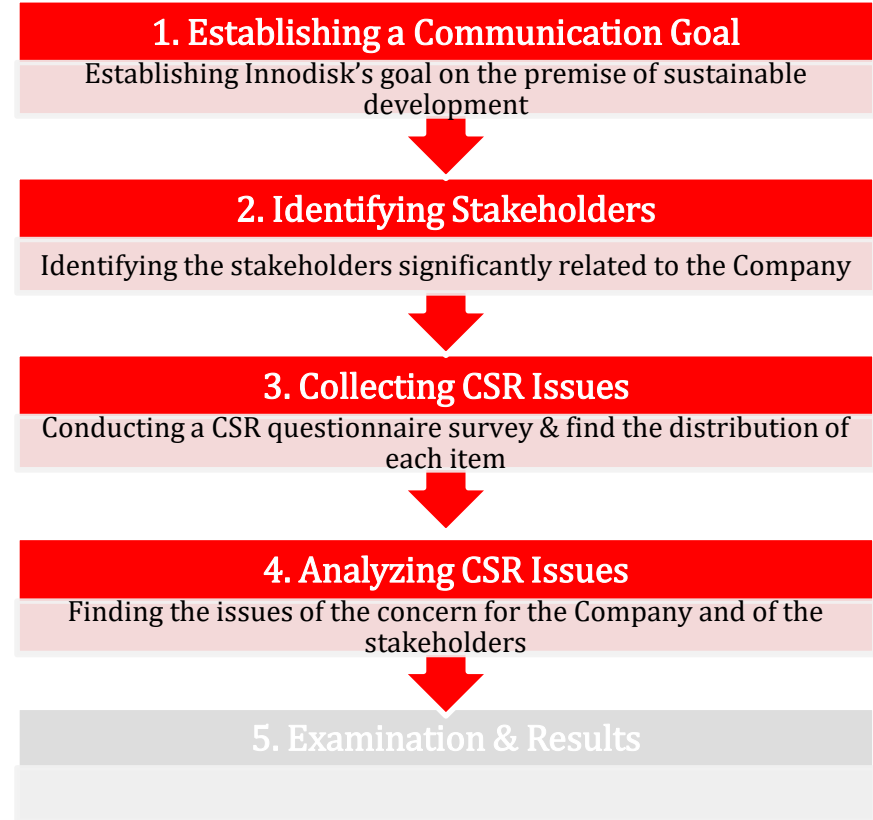 1. Establishing a Communication Goal
Establishing Innodisk’s goal on the premise of sustainable
development
2. Identifying Stakeholders
Identifying the stakeholders significantly related to the Company
3. Collecting CSR Issues
Conducting a CSR questionnaire survey & find the distribution of
each item
4. Analyzing CSR Issues
Finding the issues of the concern for the Company and of the
stakeholders
5. Examination & Results